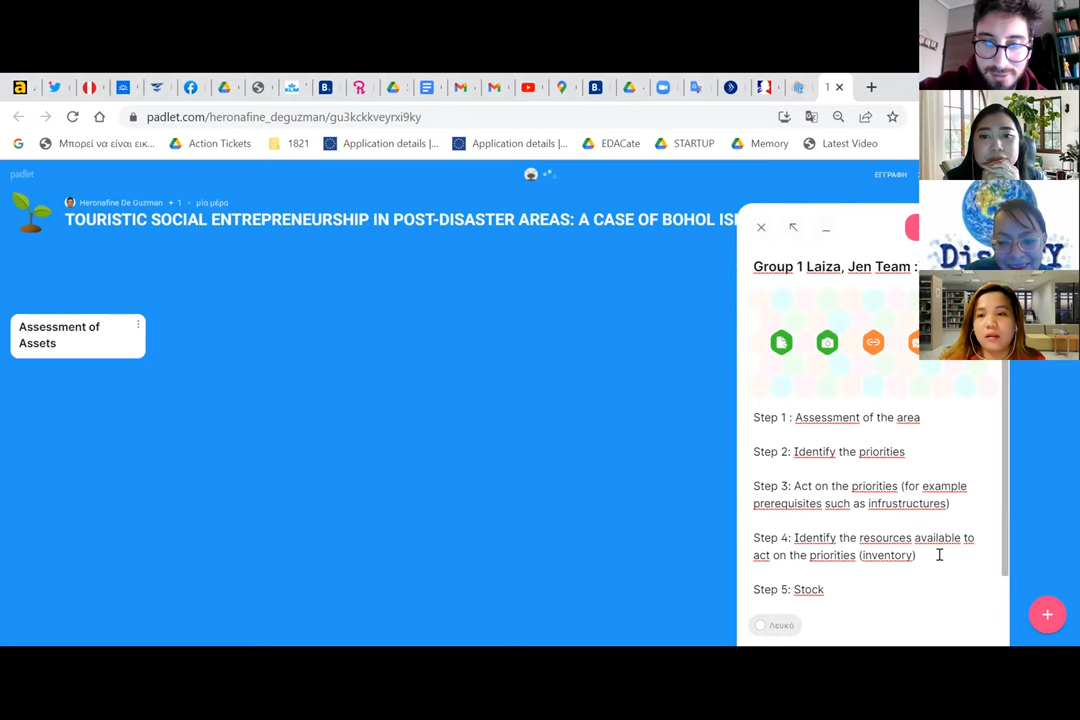 T
padlet.com/heronafine_deguzman/gu3kckkveyrxi9ky
Μπορεί να είναι εικ...
Action Tickets
1821
Application details |...
Application details |...
EDACate
STARTUP
Memory
Latest Video
padlet
ΕΓΓΡΑΦΗ
Heronafine De Guzman + 1 • μία μέρα
TOURISTIC SOCIAL ENTREPRENEURSHIP IN POST-DISASTER AREAS: A CASE OF BOHOL
Group 1 Laiza, Jen Team :
Assessment of
Assets
Step 1 : Assessment of the area
Step 2: Identify the priorities
Step 3: Act on the priorities (for example
prerequisites such as infrustructures)
Step 4: Identify the resources available to
act on the priorities (inventory)
Step 5: Stock
Λευκό